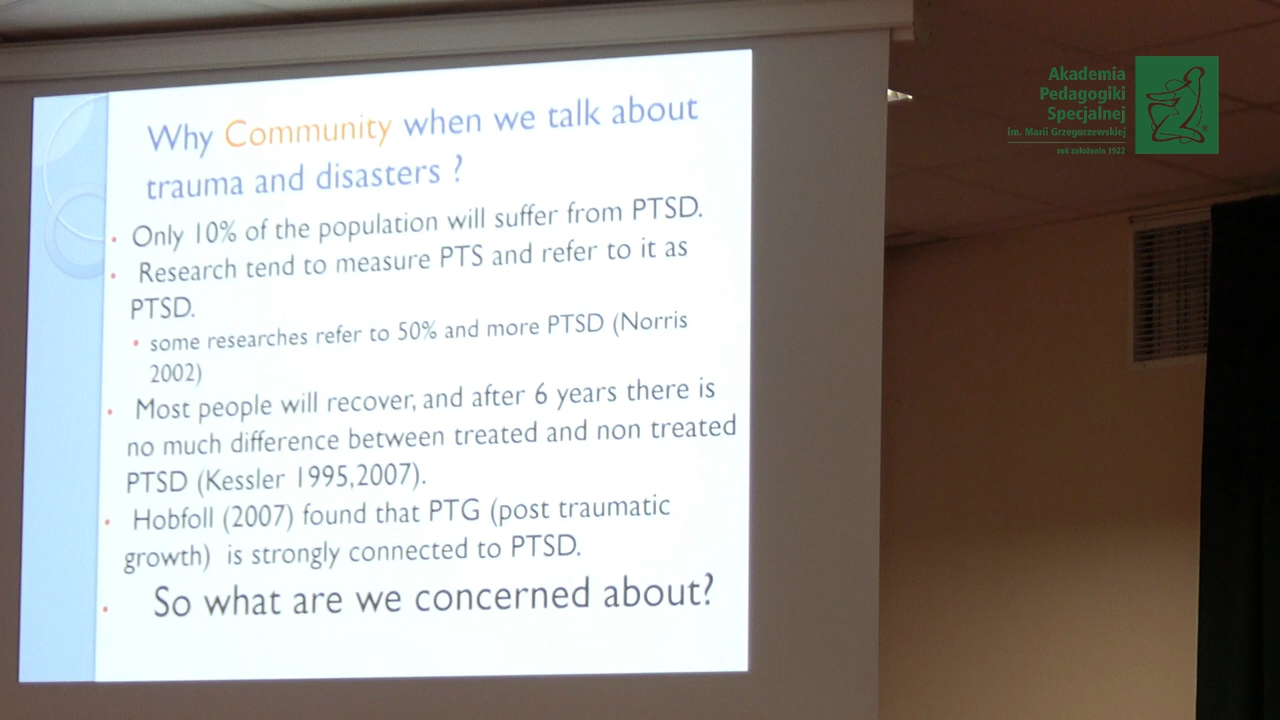 Why Community when we talk about
trauma and disasters ?
Only 10% of the population will suffer from PTSD.
Research tend to measure PTS and refer to it as
PTSD.
some researches refer to 50% and more PTSD (Norris
2002)
Most people will recover, and after 6 years there is
no much difference between treated and non treated
PTSD (Kessler 1995,2007).
Hobfoll (2007) found that PTG (post traumatic
growth) is strongly connected to PTSD.
So what are we concerned about?
Akademia
Pedagogiki
Specjalnej
im. Marii Grzegorzewskiej
rok założenia 1922